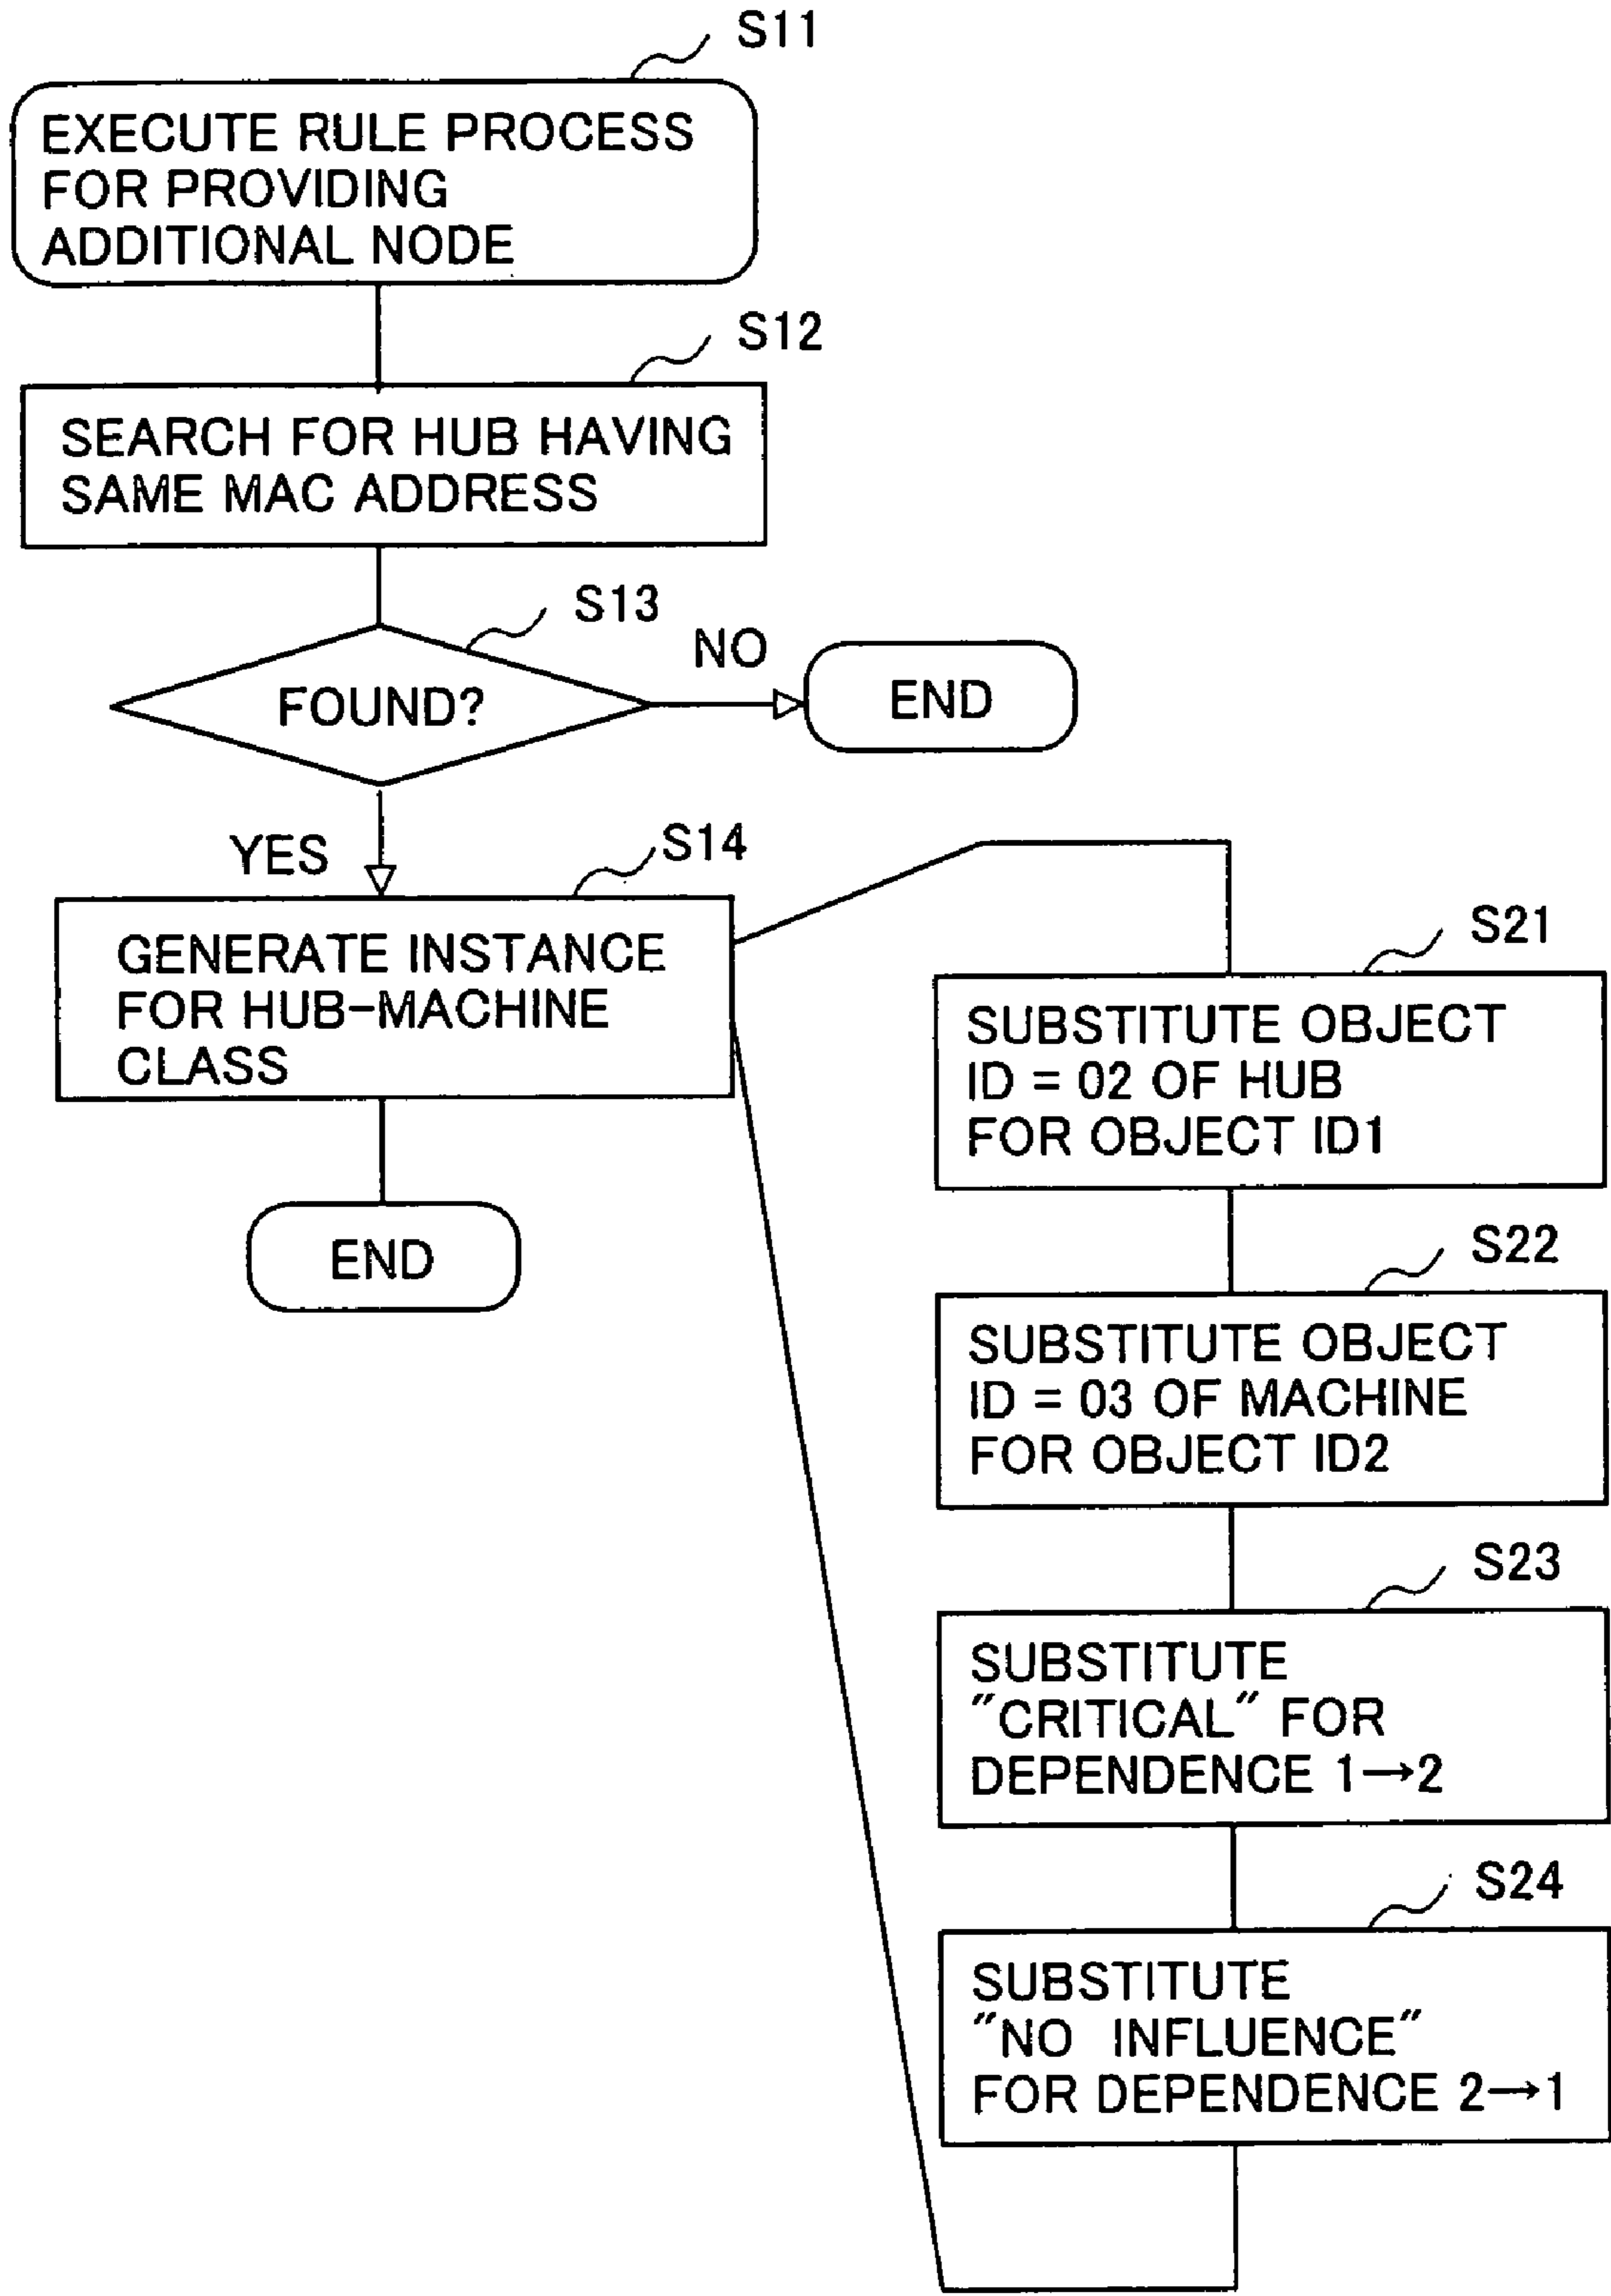 S11
EXECUTE RULE PROCESS
FOR PROVIDING
ADDITIONAL NODE
S12
SEARCH FOR HUB HAVING
SAME MAC ADDRESS
S13
FOUND?
NO
END
YES
S14
GENERATE INSTANCE
FOR HUB-MACHINE
CLASS
END
S21
SUBSTITUTE OBJECT
ID = 02 OF HUB
FOR OBJECT ID1
S22
SUBSTITUTE OBJECT
ID = 03 OF MACHINE
FOR OBJECT ID2
S23
SUBSTITUTE
"CRITICAL" FOR
DEPENDENCE 1→2
S24
SUBSTITUTE
"NO INFLUENCE"
FOR DEPENDENCE 2→1